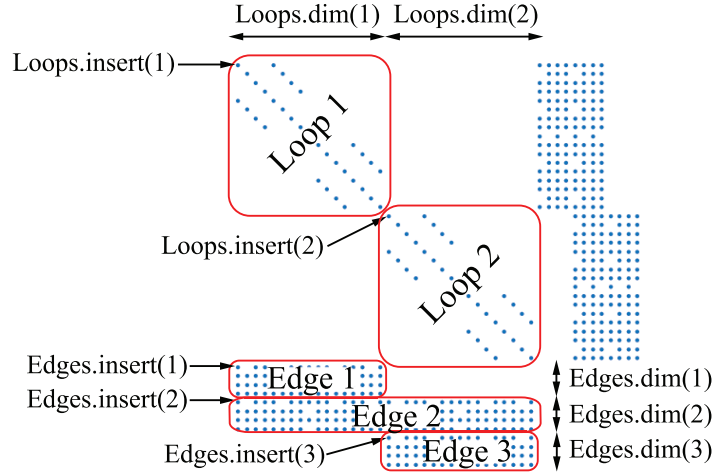 Loops.dim(1) Loops.dim(2)
Loops.insert(1)
Loop 1
Loops.insert(2)
Loop 2
Edges.insert(1)
Edge 1
Edges.dim(1)
Edges.insert(2)
Edge 2
Edges.dim(2)
Edges.insert(3)
Edge 3
Edges.dim(3)